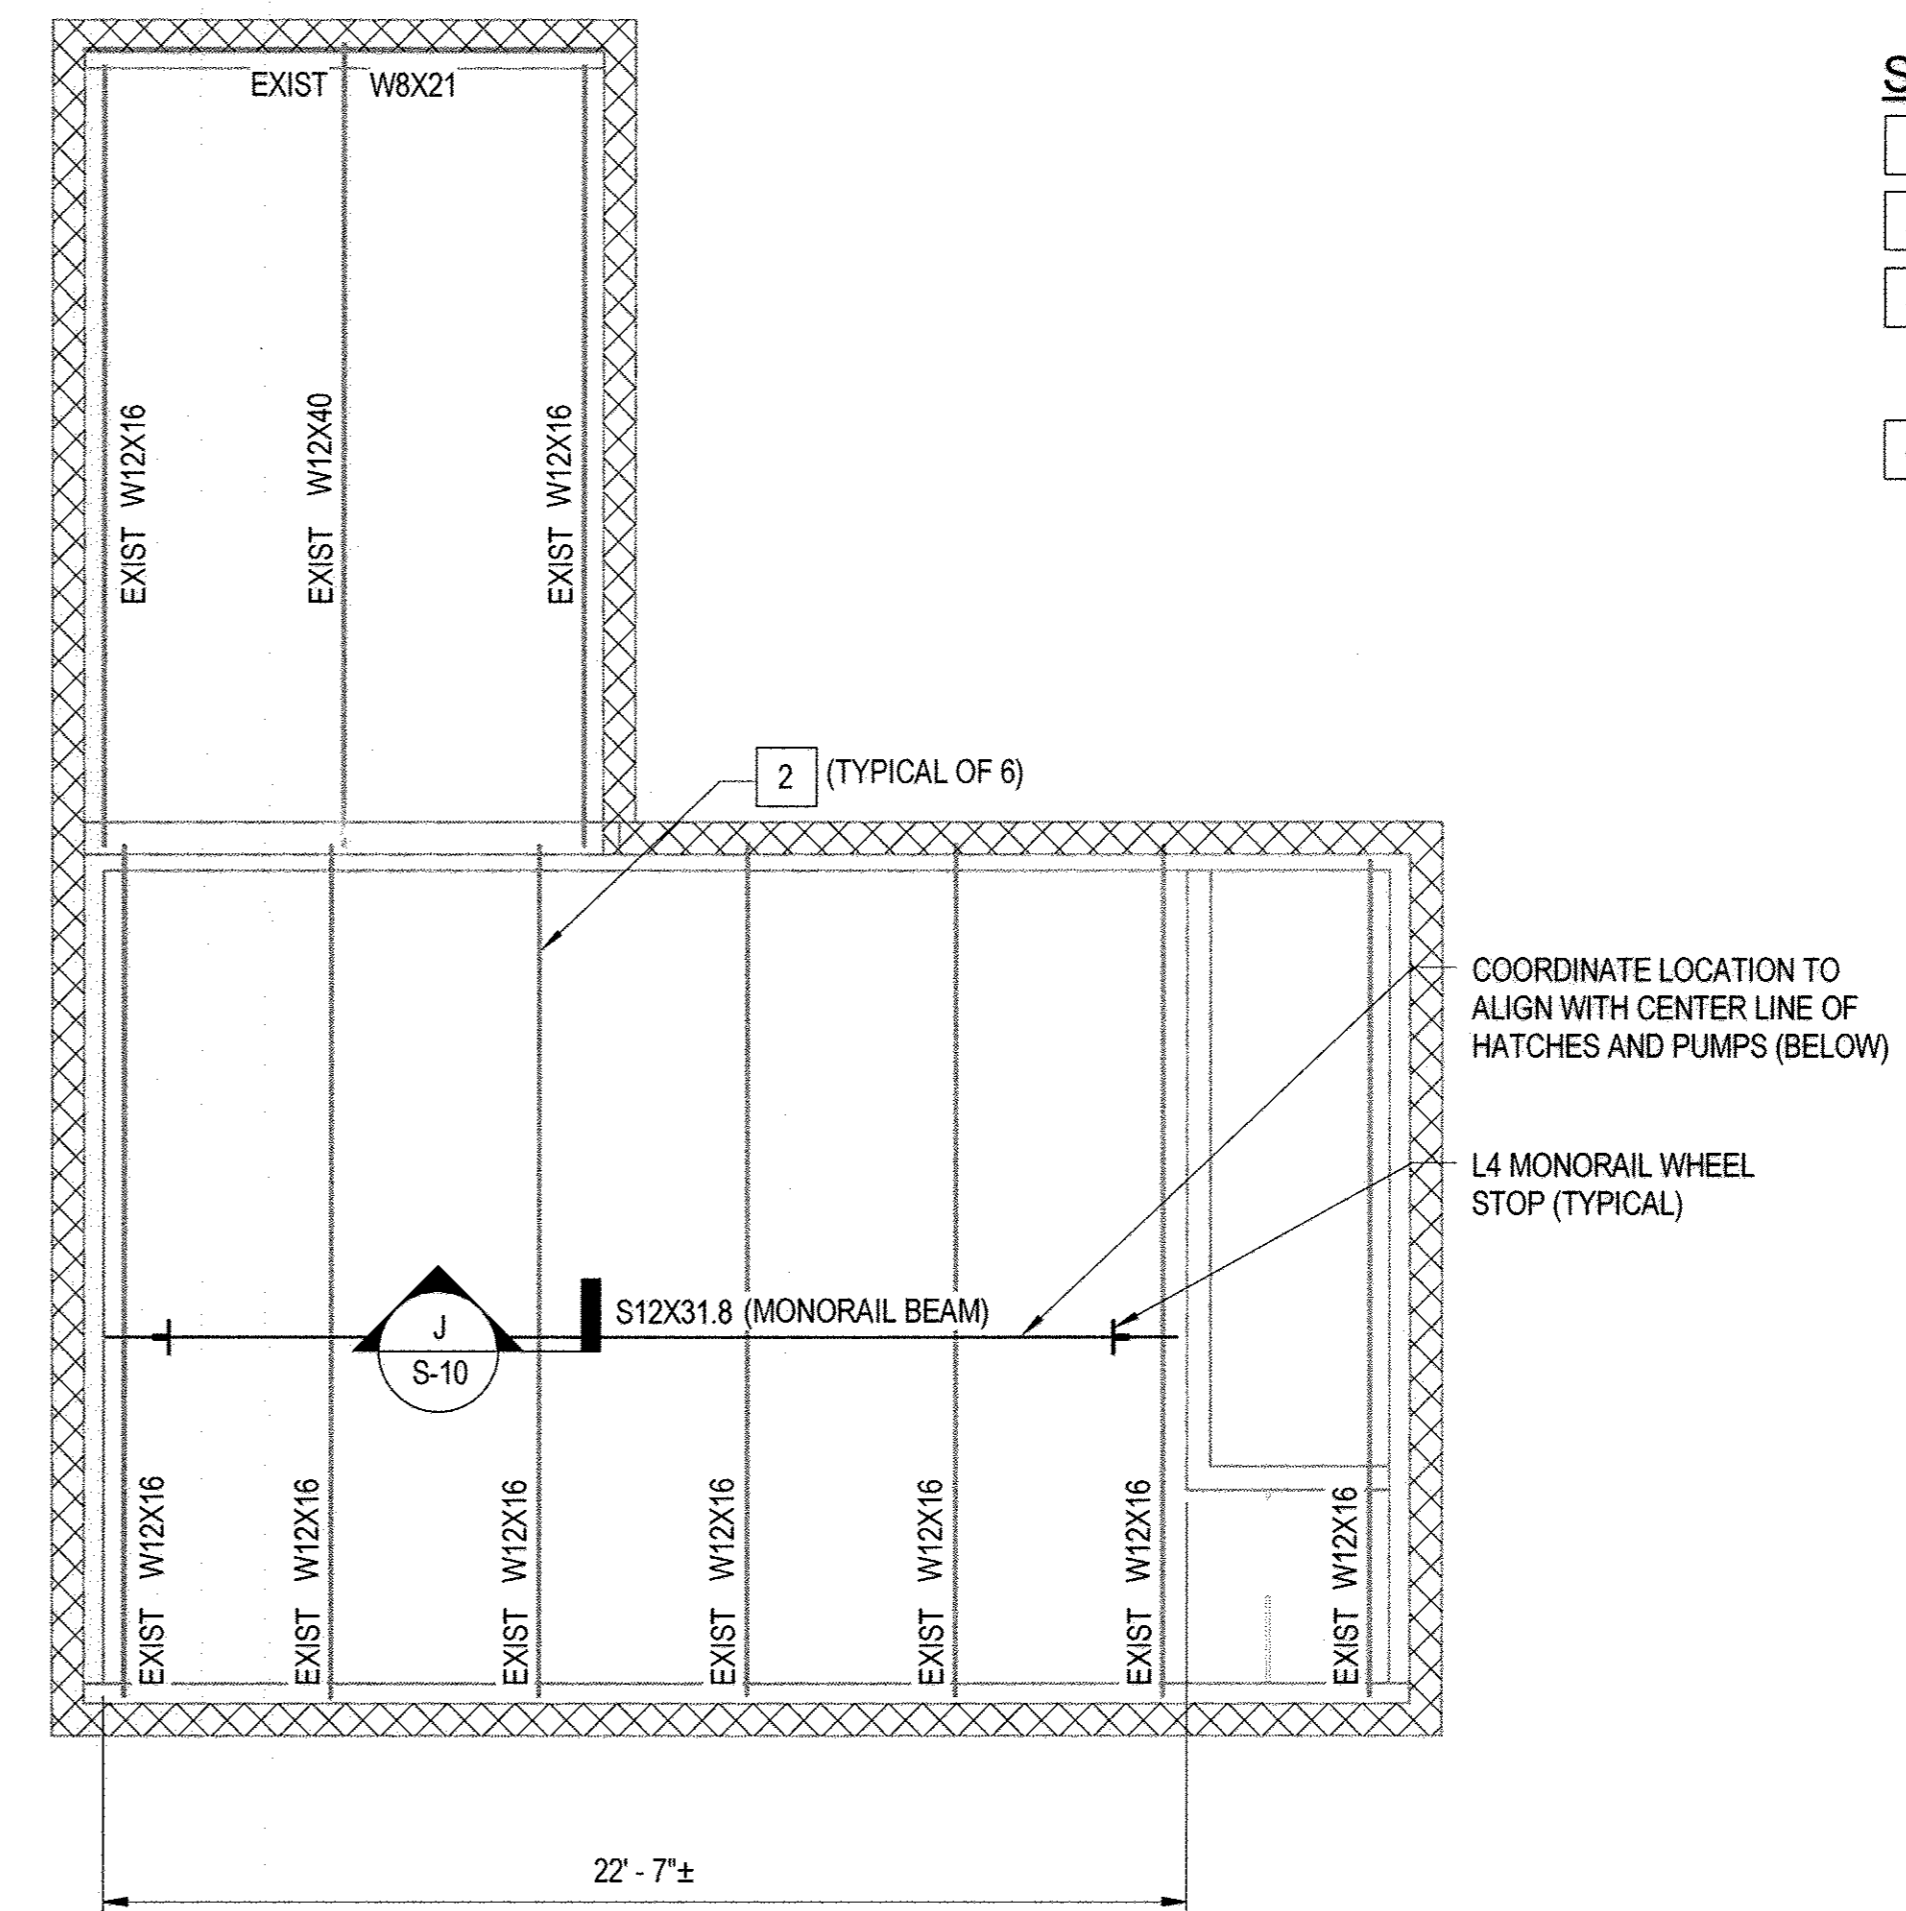 EXIST W8X21
EXIST W12X16
EXIST W12X40
EXIST W12X16
2 (TYPICAL OF 6)
COORDINATE LOCATION TO
ALIGN WITH CENTER LINE OF
HATCHES AND PUMPS (BELOW)
L4 MONORAIL WHEEL
STOP (TYPICAL)
S12X31.8 (MONORAIL BEAM)
J
S-10
EXIST W12X16
EXIST W12X16
EXIST W12X16
EXIST W12X16
EXIST W12X16
EXIST W12X16
EXIST W12X16
22' - 7"±